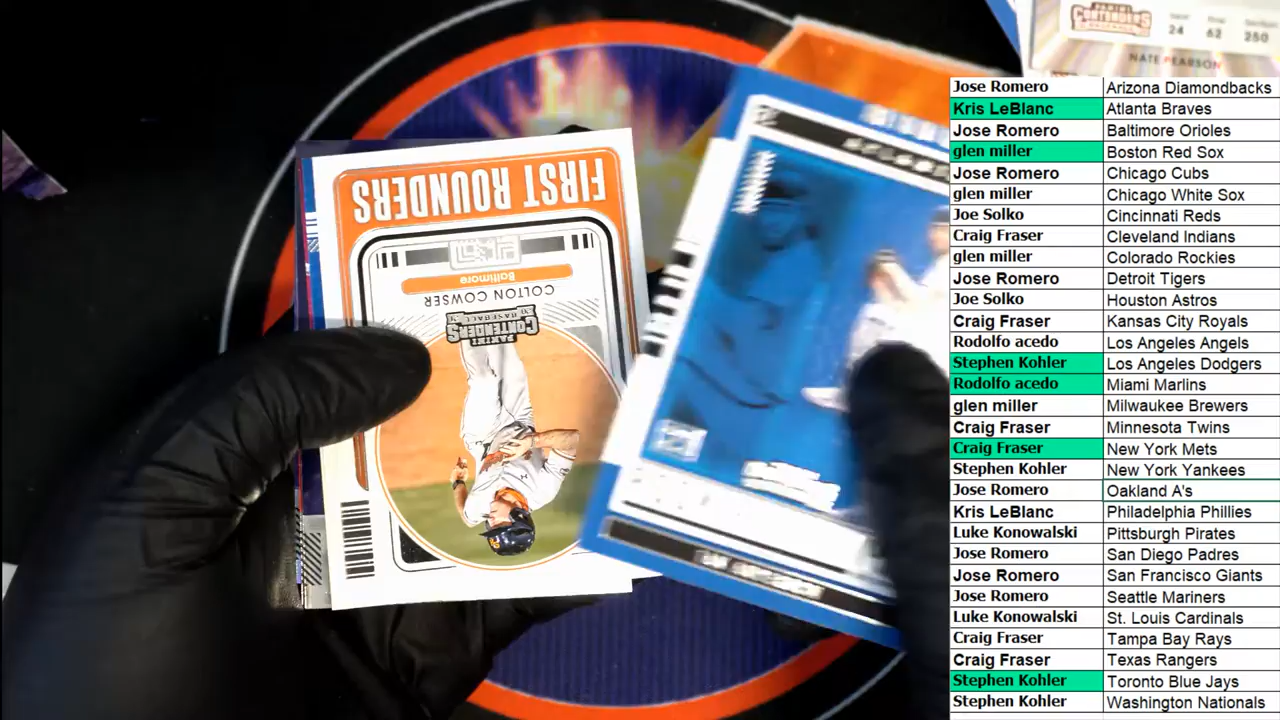 PANINI
CONTENDERS
BASEBALL
24 62 250
NATE PEARSON
FIRST ROUNDERS
Baltimore
COLTON COWSER
PANINI
CONTENDERS
BASEBALL
Jose Romero Arizona Diamondbacks
Kris LeBlanc Atlanta Braves
Jose Romero Baltimore Orioles
glen miller Boston Red Sox
Jose Romero Chicago Cubs
glen miller Chicago White Sox
Joe Solko Cincinnati Reds
Craig Fraser Cleveland Indians
glen miller Colorado Rockies
Jose Romero Detroit Tigers
Joe Solko Houston Astros
Craig Fraser Kansas City Royals
Rodolfo acedo Los Angeles Angels
Stephen Kohler Los Angeles Dodgers
Rodolfo acedo Miami Marlins
glen miller Milwaukee Brewers
Craig Fraser Minnesota Twins
Craig Fraser New York Mets
Stephen Kohler New York Yankees
Jose Romero Oakland A's
Kris LeBlanc Philadelphia Phillies
Luke Konowalski Pittsburgh Pirates
Jose Romero San Diego Padres
Jose Romero San Francisco Giants
Jose Romero Seattle Mariners
Luke Konowalski St. Louis Cardinals
Craig Fraser Tampa Bay Rays
Craig Fraser Texas Rangers
Stephen Kohler Toronto Blue Jays
Stephen Kohler Washington Nationals